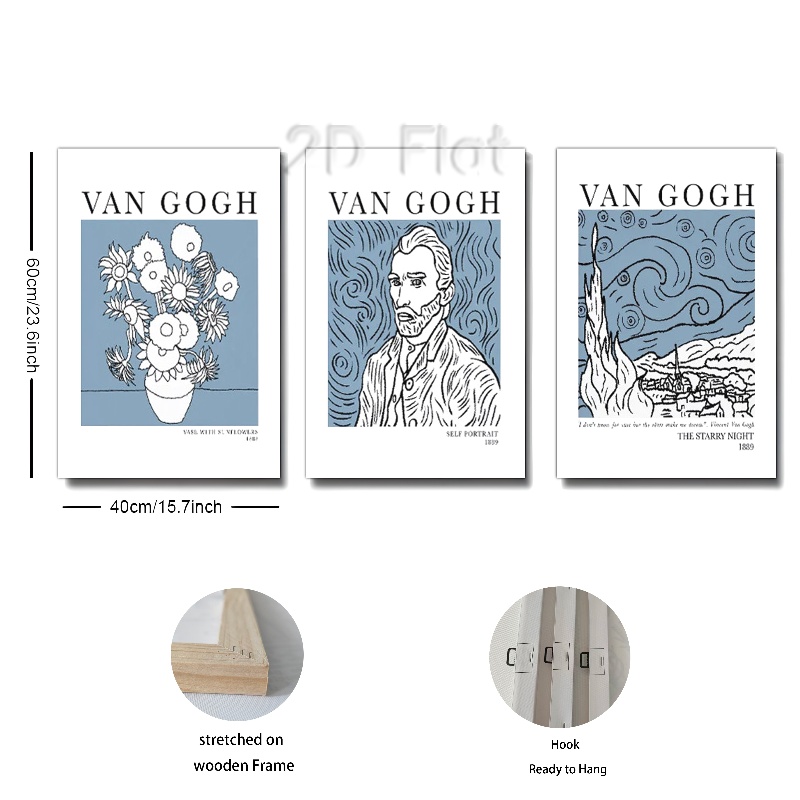 2D Flat
VAN GOGH
VAN GOGH
VAN GOGH
60cm/23.6inch
SELF PORTRAIT
1889
THE STARRY NIGHT
1889
40cm/15.7inch
stretched on
wooden Frame
Hook
Ready to Hang